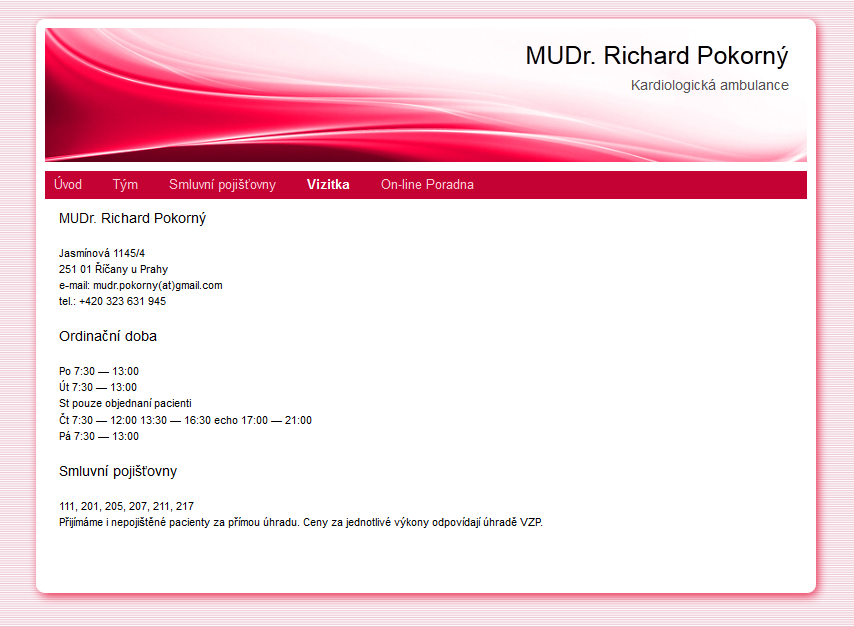 MUDr. Richard Pokorný
Kardiologická ambulance
Úvod Tým Smluvní pojišťovny Vizitka On-line Poradna
MUDr. Richard Pokorný
Jasmínová 1145/4
251 01 Říčany u Prahy
e-mail: mudr.pokorny(at)gmail.com
tel.: +420 323 631 945
Ordinační doba
Po 7:30 — 13:00
Út 7:30 — 13:00
St pouze objednaní pacienti
Čt 7:30 — 12:00 13:30 — 16:30 echo 17:00 — 21:00
Pá 7:30 — 13:00
Smluvní pojišťovny
111, 201, 205, 207, 211, 217
Přijímáme i nepojištěné pacienty za přímou úhradu. Ceny za jednotlivé výkony odpovídají úhradě VZP.